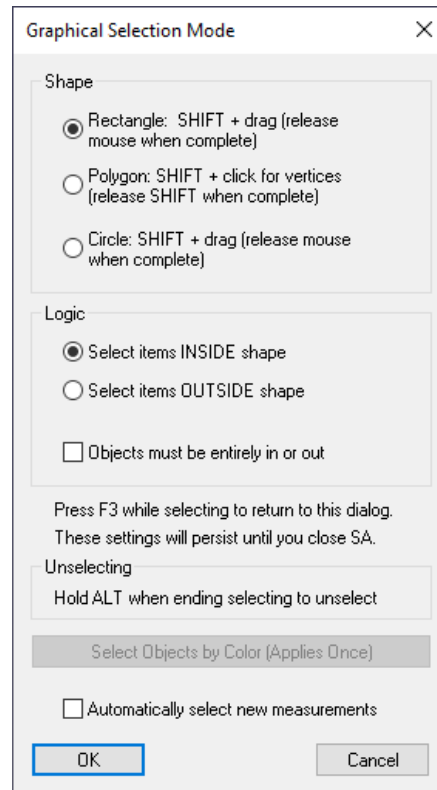 Graphical Selection Mode
Shape
Rectangle: SHIFT + drag (release
mouse when complete)
Polygon: SHIFT + click for vertices
(release SHIFT when complete)
Circle: SHIFT + drag (release mouse
when complete)
Logic
Select items INSIDE shape
Select items OUTSIDE shape
Objects must be entirely in or out
Press F3 while selecting to return to this dialog.
These settings will persist until you close SA.
Unselecting
Hold ALT when ending selecting to unselect
Select Objects by Color (Applies Once)
Automatically select new measurements
OK
Cancel